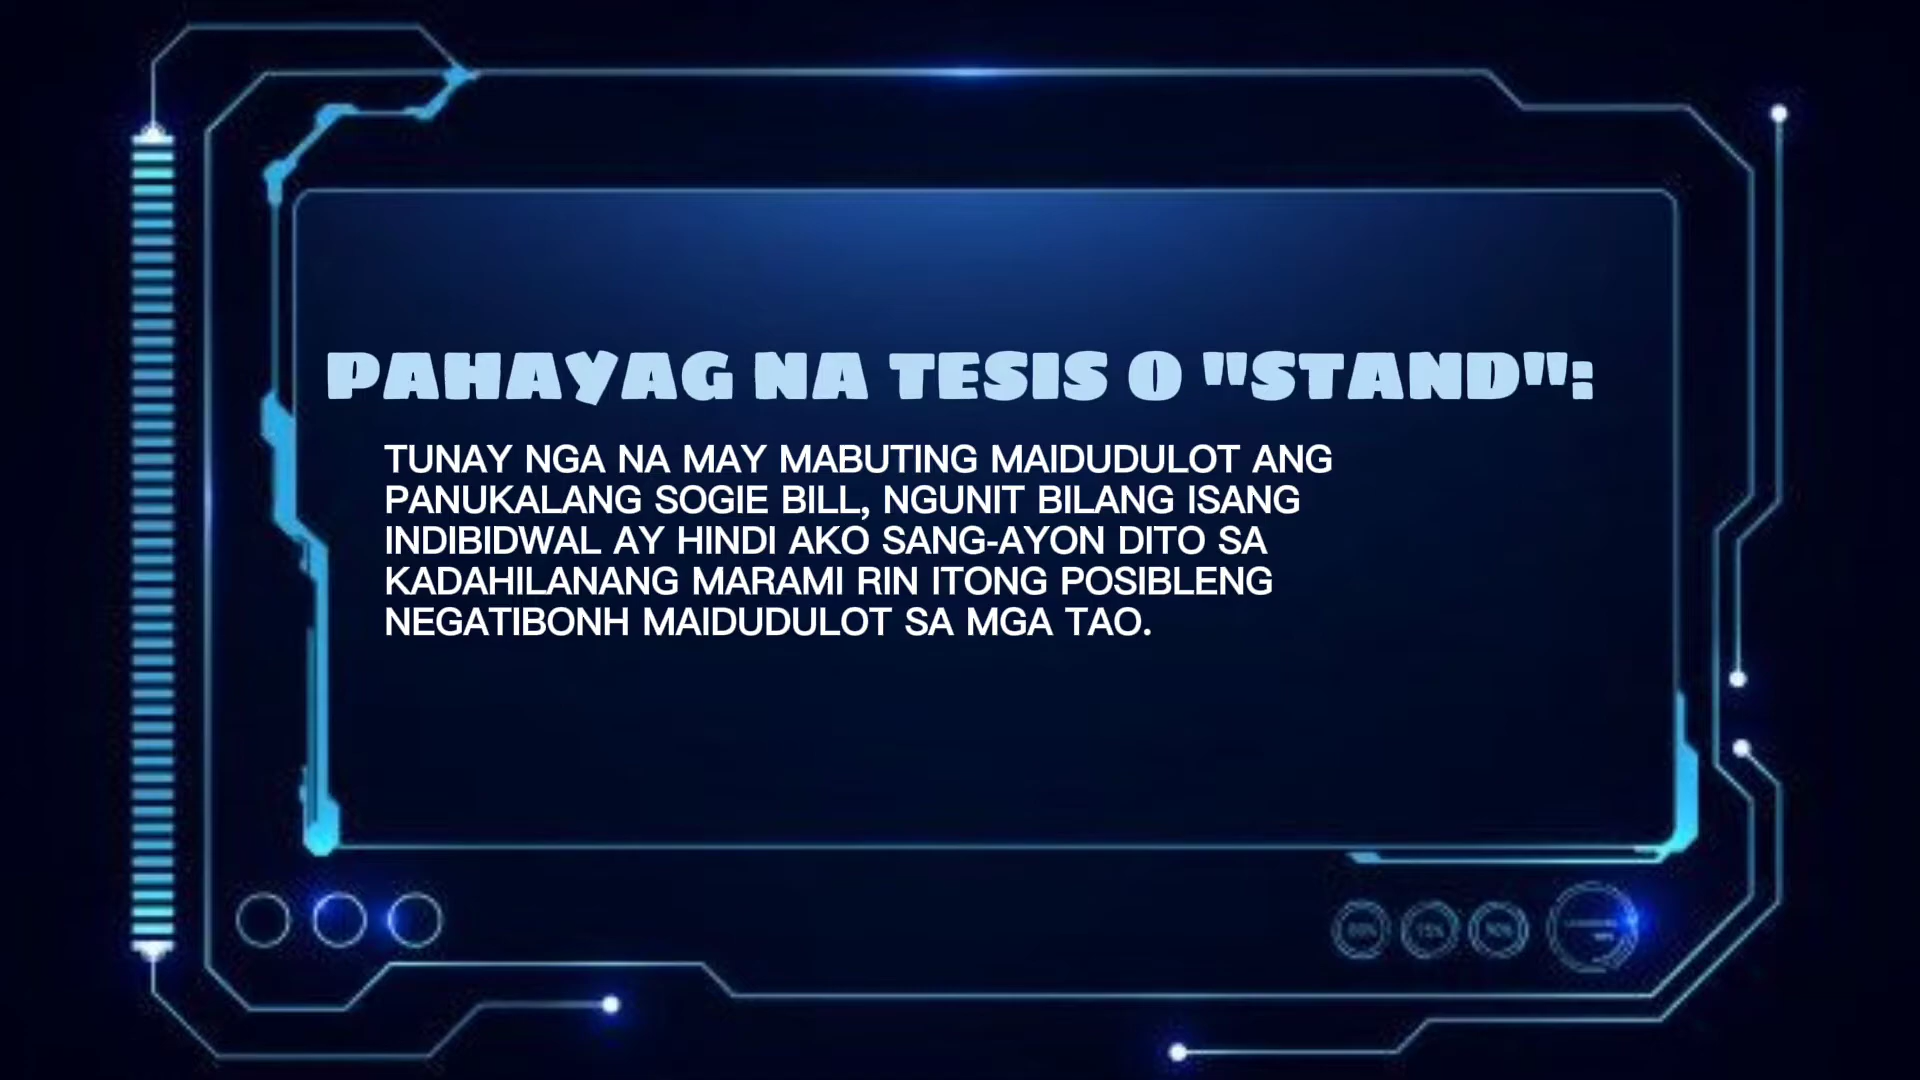 PAHAYAG NA TESIS O "STAND":
TUNAY NGA NA MAY MABUTING MAIDUDULOT ANG
PANUKALANG SOGIE BILL, NGUNIT BILANG ISANG
INDIBIDWAL AY HINDI AKO SANG-AYON DITO SA
KADAHILANANG MARAMI RIN ITONG POSIBLENG
NEGATIBONH MAIDUDULOT SA MGA TAO.